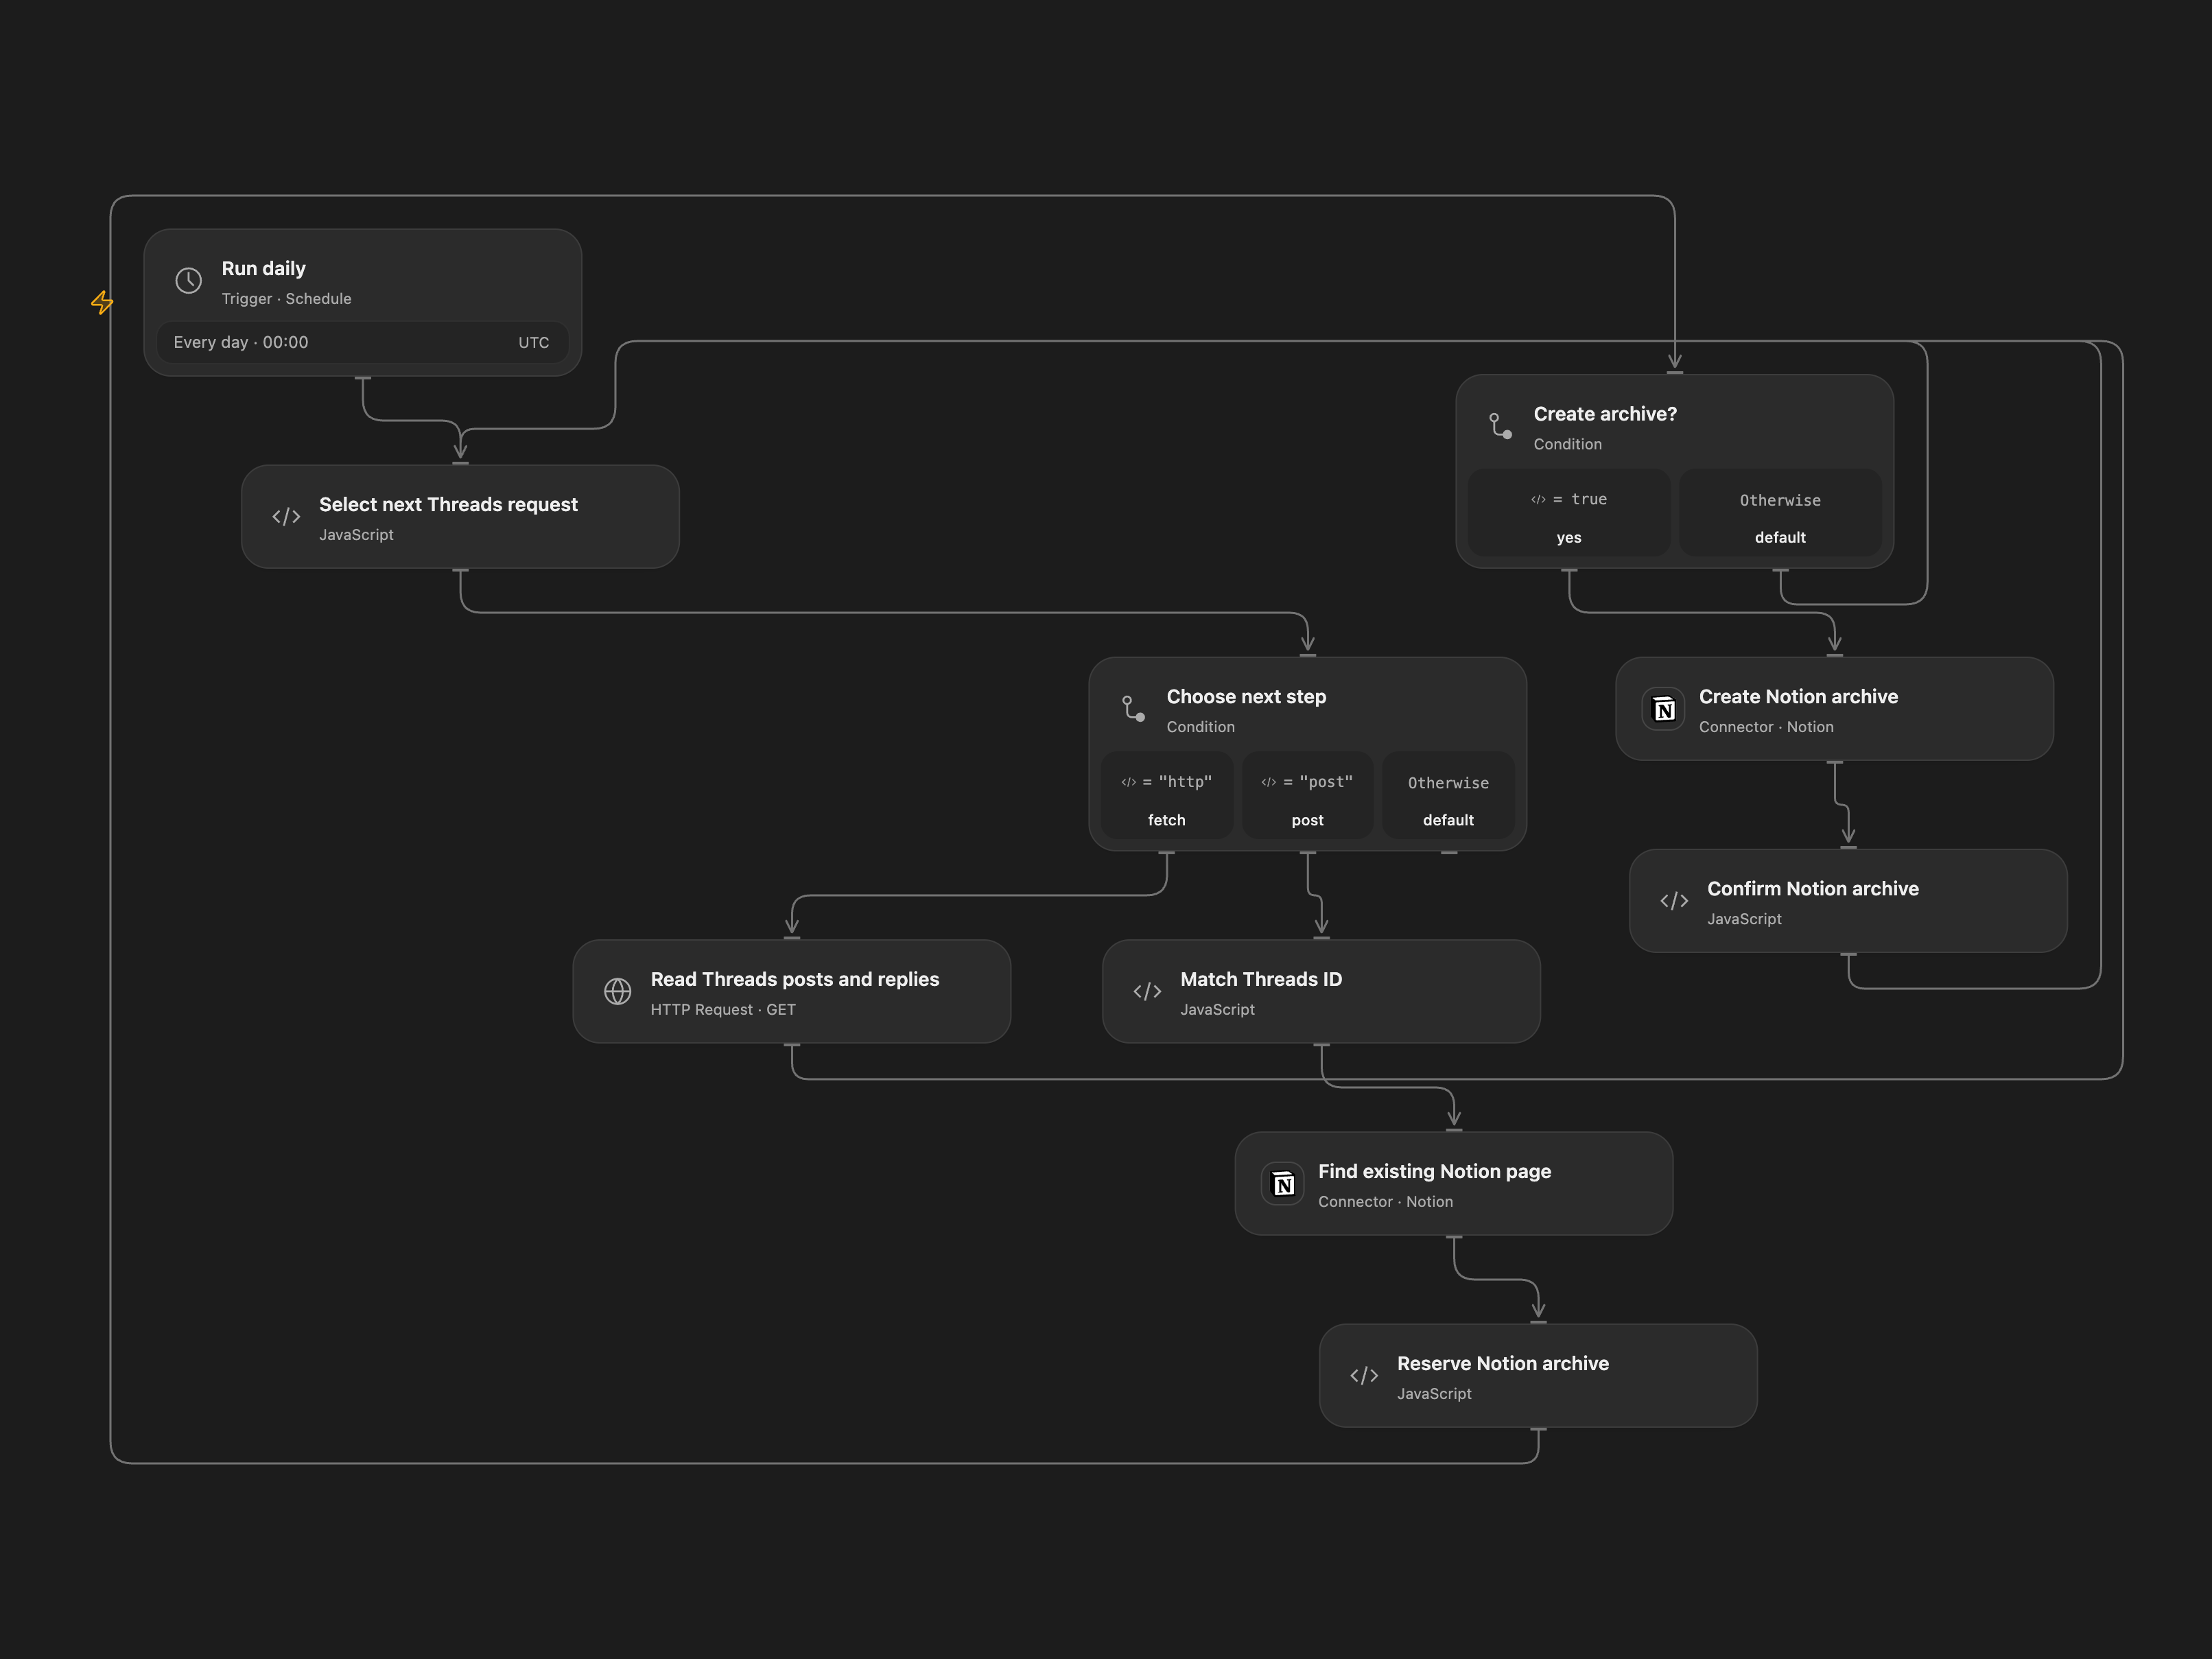 Run daily
Trigger · Schedule
Every day · 00:00
UTC
Select next Threads request
JavaScript
Create archive?
Condition
</> = true
yes
Otherwise
default
Choose next step
Condition
</> = "http"
fetch
</> = "post"
post
Otherwise
default
Create Notion archive
Connector · Notion
Confirm Notion archive
JavaScript
Read Threads posts and replies
HTTP Request · GET
Match Threads ID
JavaScript
Find existing Notion page
Connector · Notion
Reserve Notion archive
JavaScript